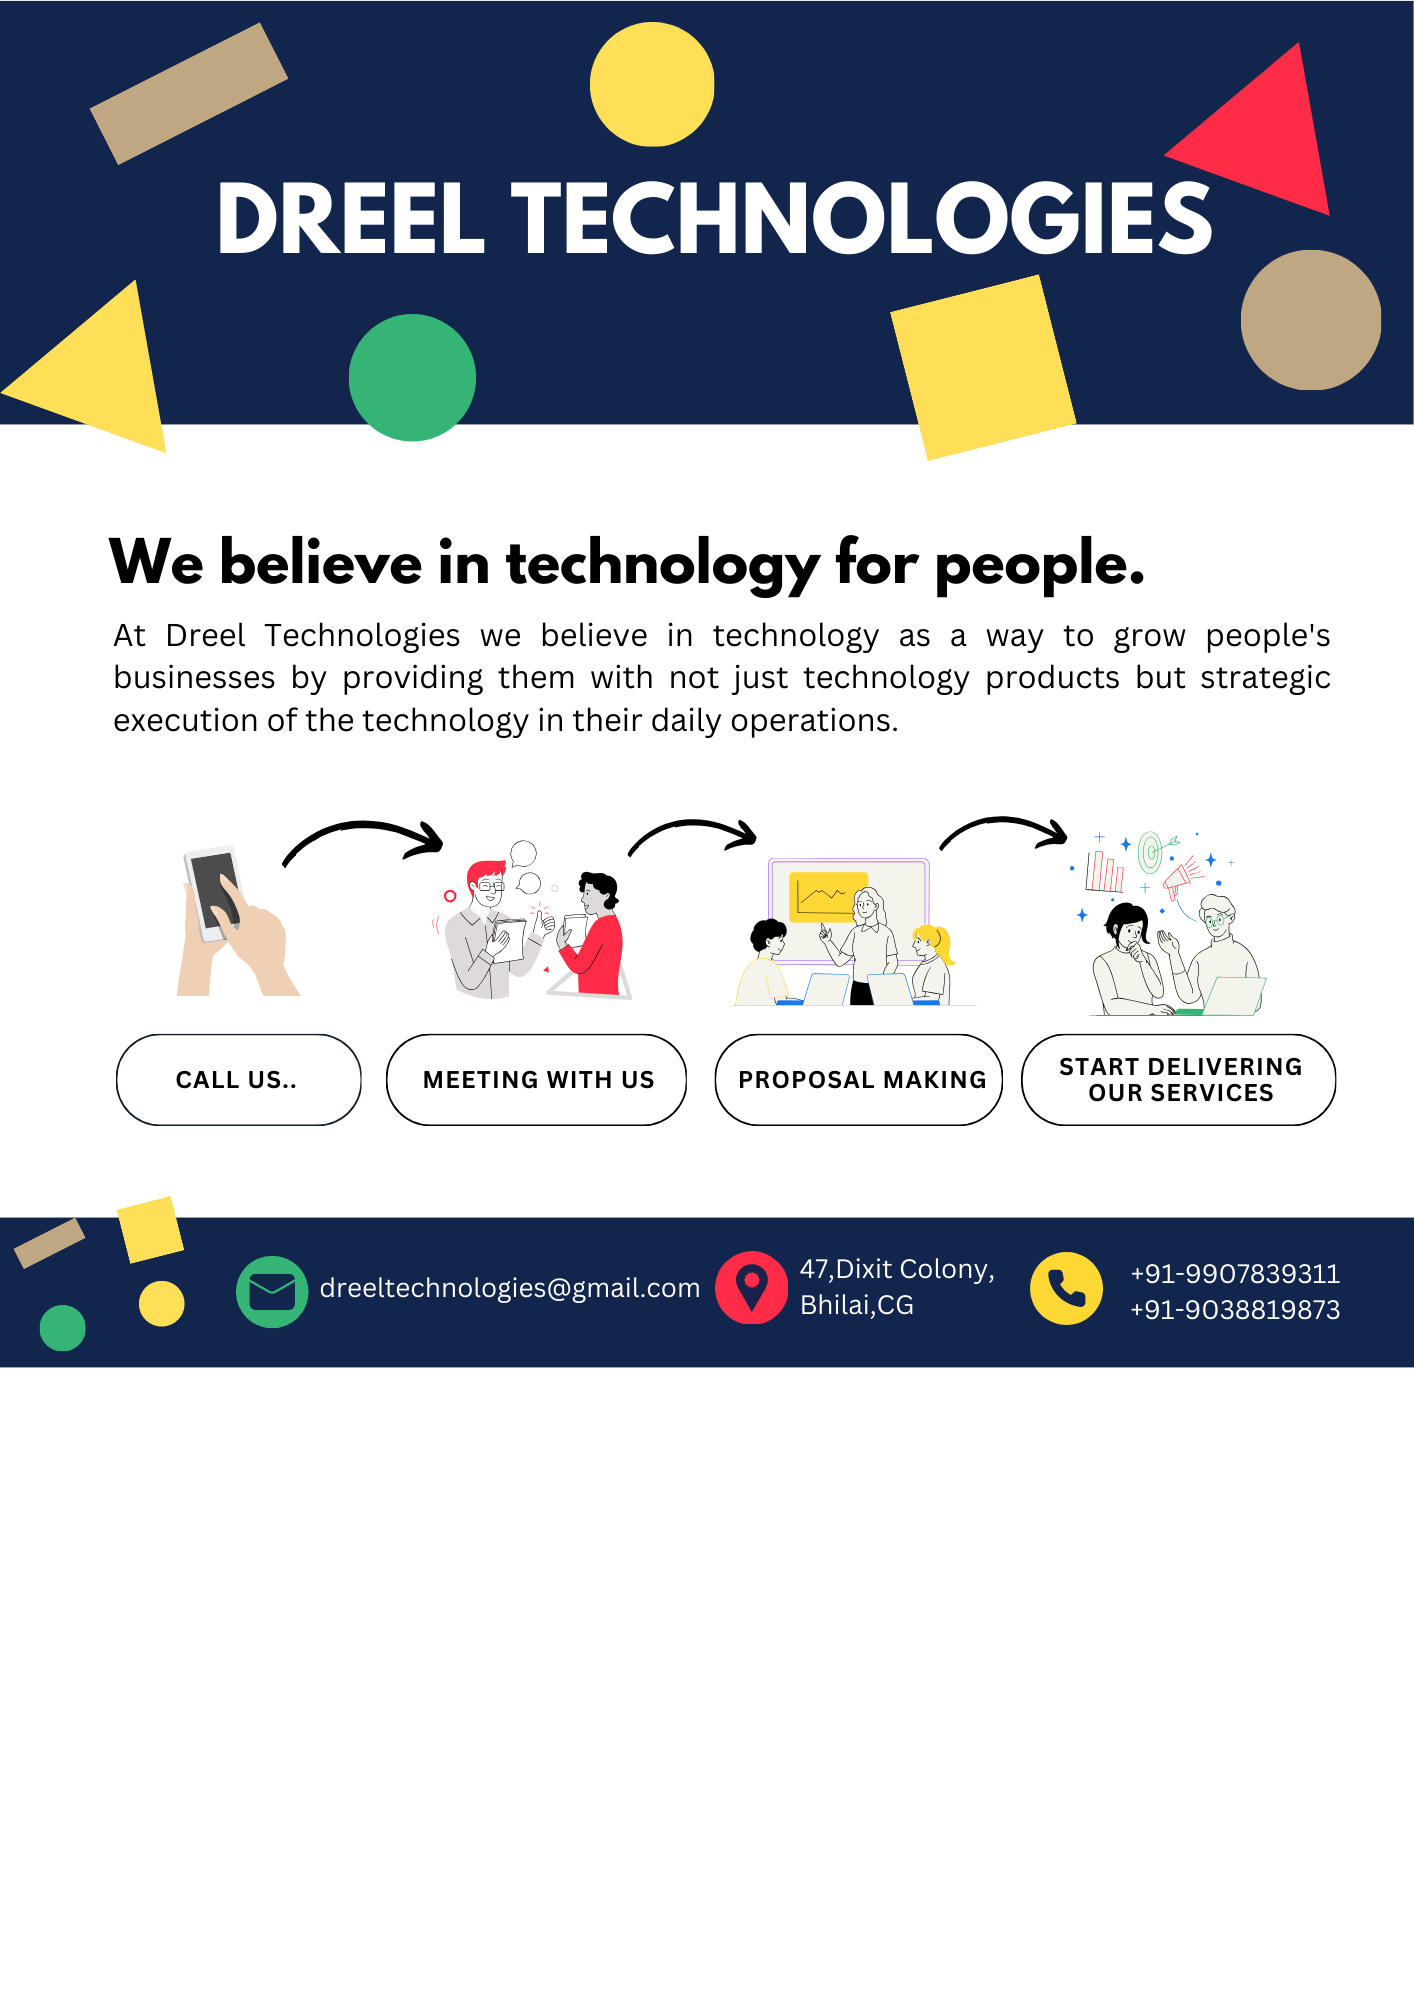 DREEL TECHNOLOGIES
We believe in technology for people.
At Dreel Technologies we believe in technology as a way to grow people's
businesses by providing them with not just technology products but strategic
execution of the technology in their daily operations.
CALL US..
MEETING WITH US
PROPOSAL MAKING
START DELIVERING
OUR SERVICES
dreeltechnologies@gmail.com
47,Dixit Colony,
Bhilai,CG
+91-9907839311
+91-9038819873